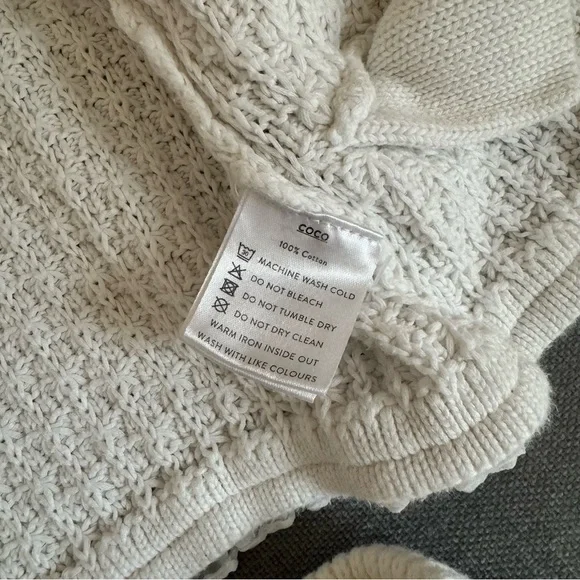 COCO
100% Cotton
30 MACHINE WASH COLD
DO NOT BLEACH
DO NOT TUMBLE DRY
DO NOT DRY CLEAN
WARM IRON INSIDE OUT
WASH WITH LIKE COLOURS